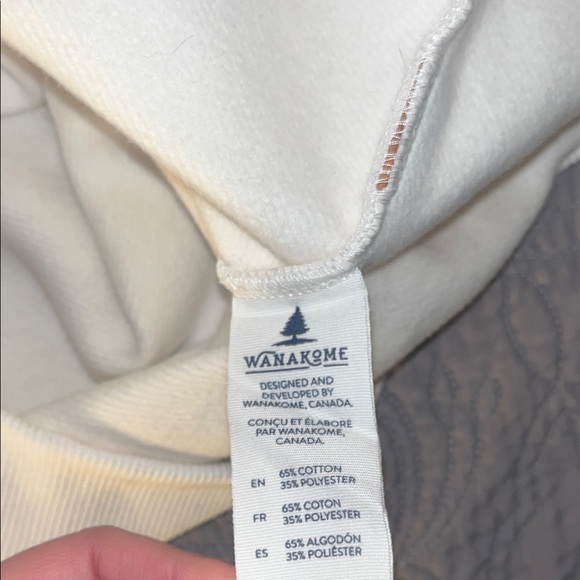 WANAKOME
DESIGNED AND
DEVELOPED BY
WANAKOME, CANADA.
CONÇU ET ÉLABORÉ
PAR WANAKOME,
CANADA.
EN 65% COTTON
35% POLYESTER
FR 65% COTON
35% POLYESTER
ES 65% ALGODÓN
35% POLIÈSTER